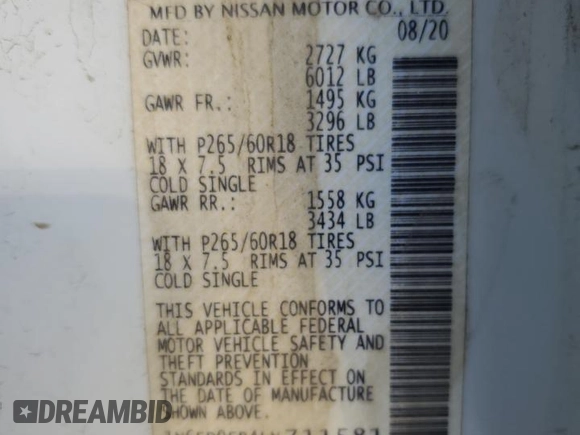 MFD BY NISSAN MOTOR CO., LTD.
DATE: 08/20
GVWR: 2727 KG
6012 LB
GAWR FR.: 1495 KG
3296 LB
WITH P265/60R18 TIRES
18 X 7.5 RIMS AT 35 PSI
COLD SINGLE
GAWR RR.: 1558 KG
3434 LB
WITH P265/60R18 TIRES
18 X 7.5 RIMS AT 35 PSI
COLD SINGLE
THIS VEHICLE CONFORMS TO
ALL APPLICABLE FEDERAL
MOTOR VEHICLE SAFETY AND
THEFT PREVENTION
STANDARDS IN EFFECT ON
THE DATE OF MANUFACTURE
SHOWN ABOVE.
DREAMBID